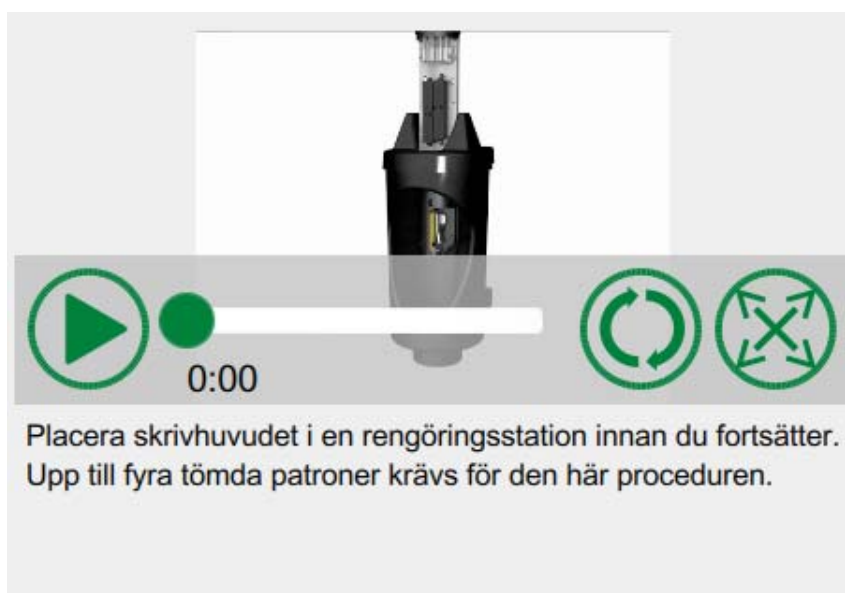 0:00
Placera skrivhuvudet i en rengöringsstation innan du fortsätter.
Upp till fyra tömda patroner krävs för den här proceduren.